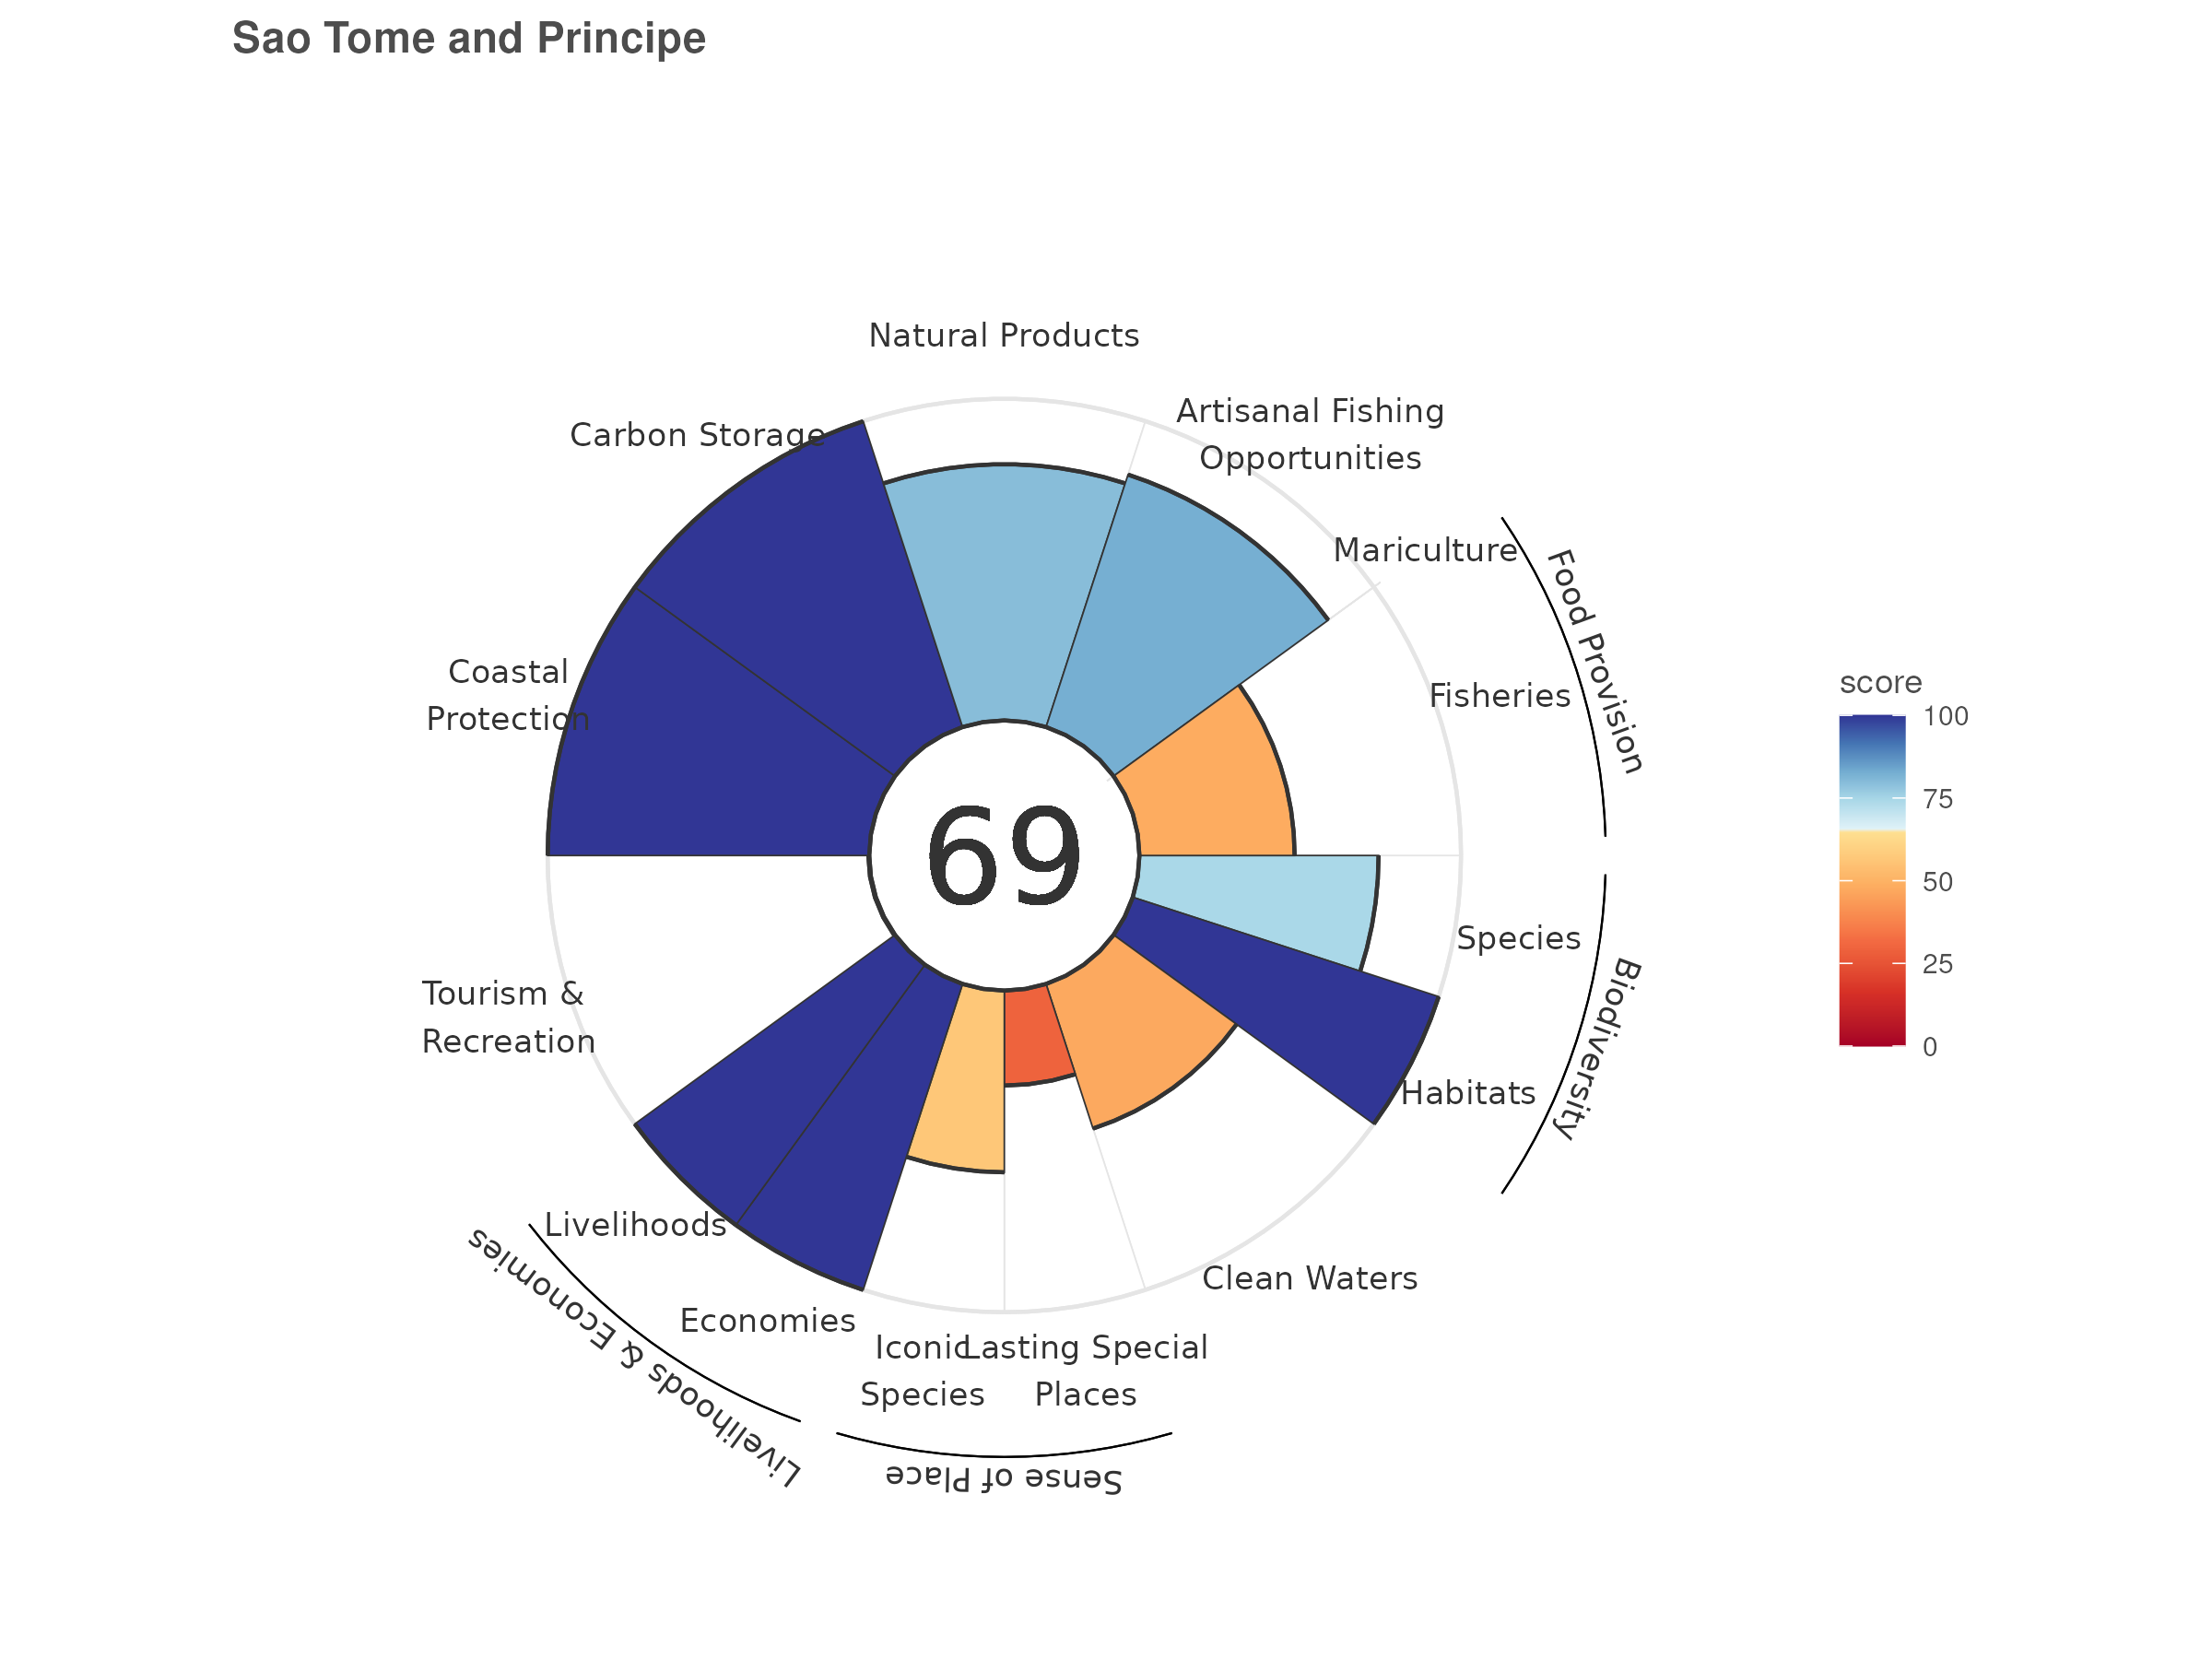 Sao Tome and Principe
Natural Products
Artisanal Fishing
Opportunities
Carbon Storage
Mariculture
Food Provision
Fisheries
Coastal
Protection
69
score
100
75
50
25
0
Species
Biodiversity
Habitats
Tourism &
Recreation
Livelihoods
Livelihoods & Economies
Economies
Clean Waters
Iconic
Species
Lasting Special
Places
Sense of Place